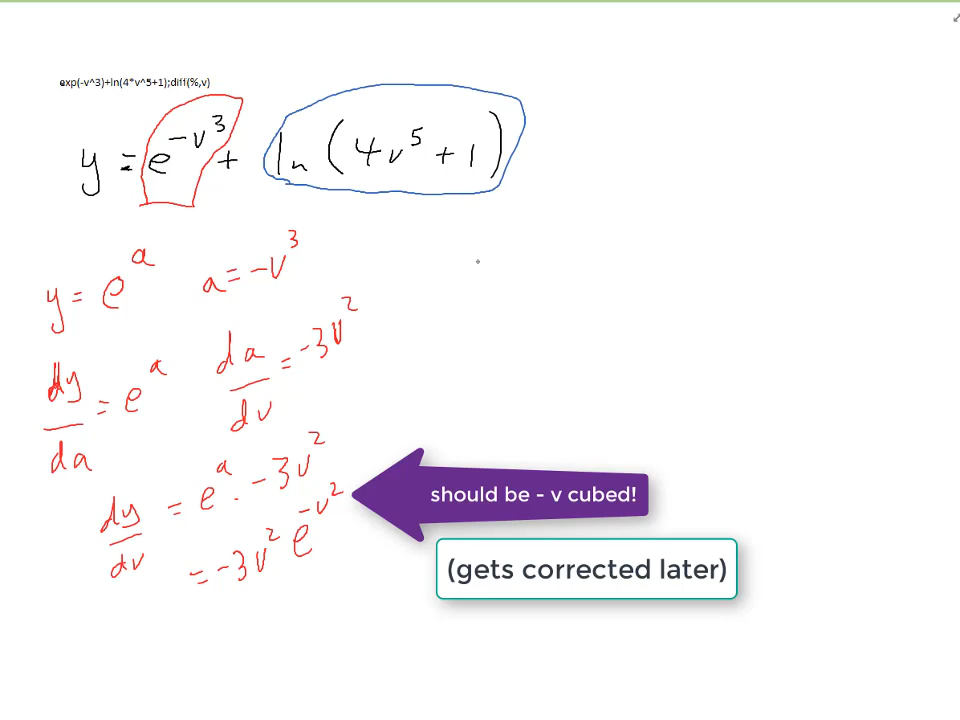 exp(-v^3)+ln(4*v^5+1);diff(%,v)
y = e^{-v^3} + ln(4v^5 + 1)
y = e^a   a = -v^3
dy/da = e^a   da/dv = -3v^2
dy/dv = e^a · -3v^2
= -3v^2 e^{-v^2}
should be - v cubed!
(gets corrected later)